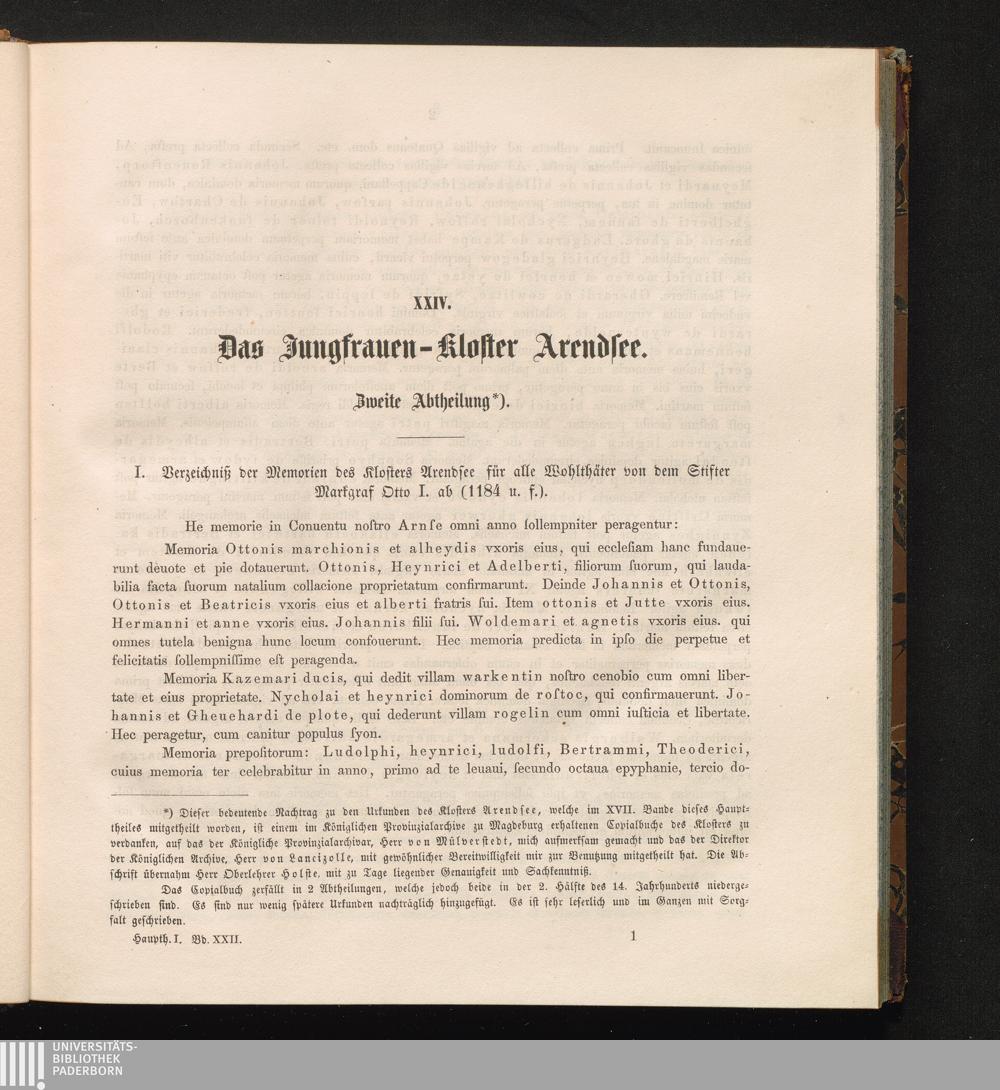 XXIV.
Das Jungfrauen-Kloster Arendſee.
Zweite Abtheilung*).
I. Verzeichniß der Memorien des Kloſters Arendſee für alle Wohlthäter von dem Stifter
Markgraf Otto I. ab (1184 u. f.).
He memorie in Conuentu noſtro Arnſe omni anno ſollempniter peragentur:
Memoria Ottonis marchionis et alheydis vxoris eius, qui eccleſiam hanc fundaue-
runt deuote et pie dotauerunt. Ottonis, Heynrici et Adelberti, filiorum ſuorum, qui lauda-
bilia facta ſuorum natalium collacione proprietatum confirmarunt. Deinde Johannis et Ottonis,
Ottonis et Beatricis vxoris eius et alberti fratris ſui. Item ottonis et Jutte vxoris eius.
Hermanni et anne vxoris eius. Johannis filii ſui. Woldemari et agnetis vxoris eius. qui
omnes tutela benigna hunc locum confouerunt. Hec memoria predicta in ipſo die perpetue et
felicitatis ſollempniſſime eſt peragenda.
Memoria Kazemari ducis, qui dedit villam warkentin noſtro cenobio cum omni liber-
tate et eius proprietate. Nycholai et heynrici dominorum de roſtoc, qui confirmauerunt. Jo-
hannis et Gheuehardi de plote, qui dederunt villam rogelin cum omni iuſticia et libertate.
Hec peragetur, cum canitur populus ſyon.
Memoria prepoſitorum: Ludolphi, heynrici, ludolfi, Bertrammi, Theoderici,
cuius memoria ter celebrabitur in anno, primo ad te leuaui, ſecundo octaua epyphanie, tercio do-
*) Dieſer bedeutende Nachtrag zu den Urkunden des Kloſters Arendſee, welche im XVII. Bande dieſes Haupt-
theiles mitgetheilt worden, iſt einem im Königlichen Provinzialarchive zu Magdeburg erhaltenen Copialbuche des Kloſters zu
verdanken, auf das der Königliche Provinzialarchivar, Herr von Mülverſtedt, mich aufmerkſam gemacht und das der Direktor
der Königlichen Archive, Herr von Lancizolle, mit gewöhnlicher Bereitwilligkeit mir zur Benutzung mitgetheilt hat. Die Ab-
ſchrift übernahm Herr Oberlehrer Holſte, mit zu Tage liegender Genauigkeit und Sachkenntniß.
Das Copialbuch zerfällt in 2 Abtheilungen, welche jedoch beide in der 2. Hälfte des 14. Jahrhunderts niederge-
ſchrieben ſind. Es ſind nur wenig ſpätere Urkunden nachträglich hinzugefügt. Es iſt ſehr leſerlich und im Ganzen mit Sorg-
falt geſchrieben.
Haupth. I. Bd. XXII. 1
UNIVERSITÄTS-
BIBLIOTHEK
PADERBORN